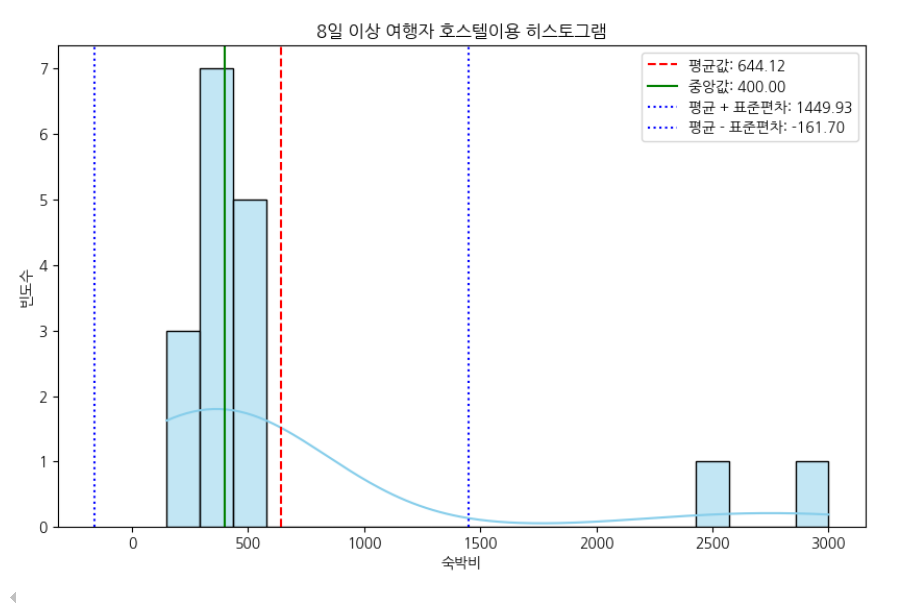 8일 이상 여행자 호스텔이용 히스토그램
평균값: 644.12
중앙값: 400.00
평균 + 표준편차: 1449.93
평균 - 표준편차: -161.70
빈도수
7
6
5
4
3
2
1
0
0 500 1000 1500 2000 2500 3000
숙박비